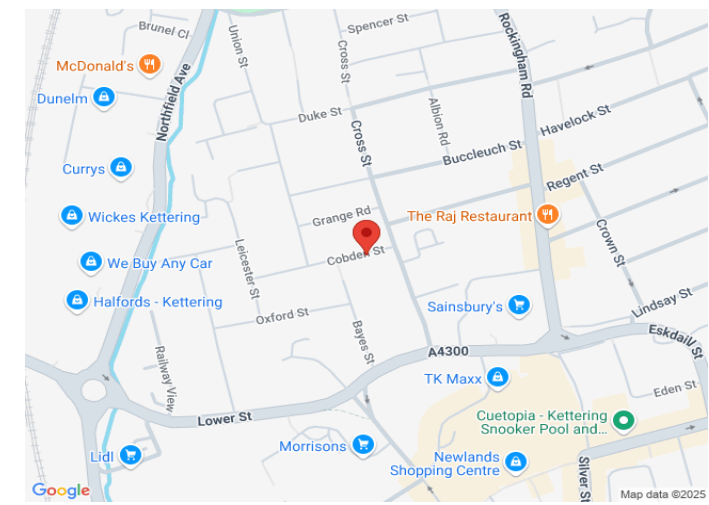 Brunel Cl
Spencer St
Union St
Cross St
McDonald's
Northfield Ave
Rockingham Rd
Dunelm
Duke St
Albion Rd
Havelock St
Cross St
Buccleuch St
Currys
Regent St
Wickes Kettering
Grange Rd
The Raj Restaurant
Crown St
We Buy Any Car
Leicester St
Cobden St
Halfords - Kettering
Oxford St
Sainsbury's
Lindsay St
Bayes St
Eskdaill St
Railway View
A4300
TK Maxx
Eden St
Lower St
Cuetopia - Kettering
Snooker Pool and...
Morrisons
Lidl
Newlands
Shopping Centre
Silver St
Google
Map data ©2025